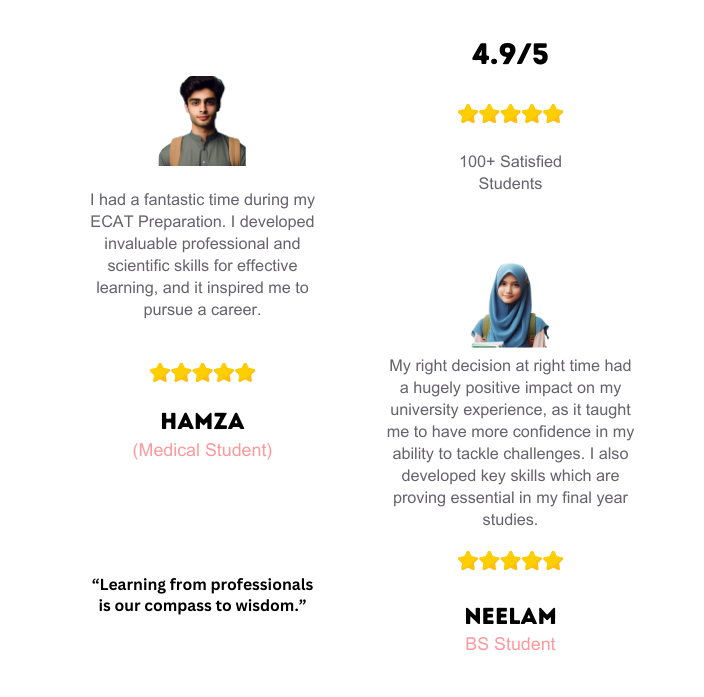 I had a fantastic time during my
ECAT Preparation. I developed
invaluable professional and
scientific skills for effective
learning, and it inspired me to
pursue a career.
HAMZA
(Medical Student)
“Learning from professionals
is our compass to wisdom.”
4.9/5
100+ Satisfied
Students
My right decision at right time had
a hugely positive impact on my
university experience, as it taught
me to have more confidence in my
ability to tackle challenges. I also
developed key skills which are
proving essential in my final year
studies.
NEELAM
BS Student